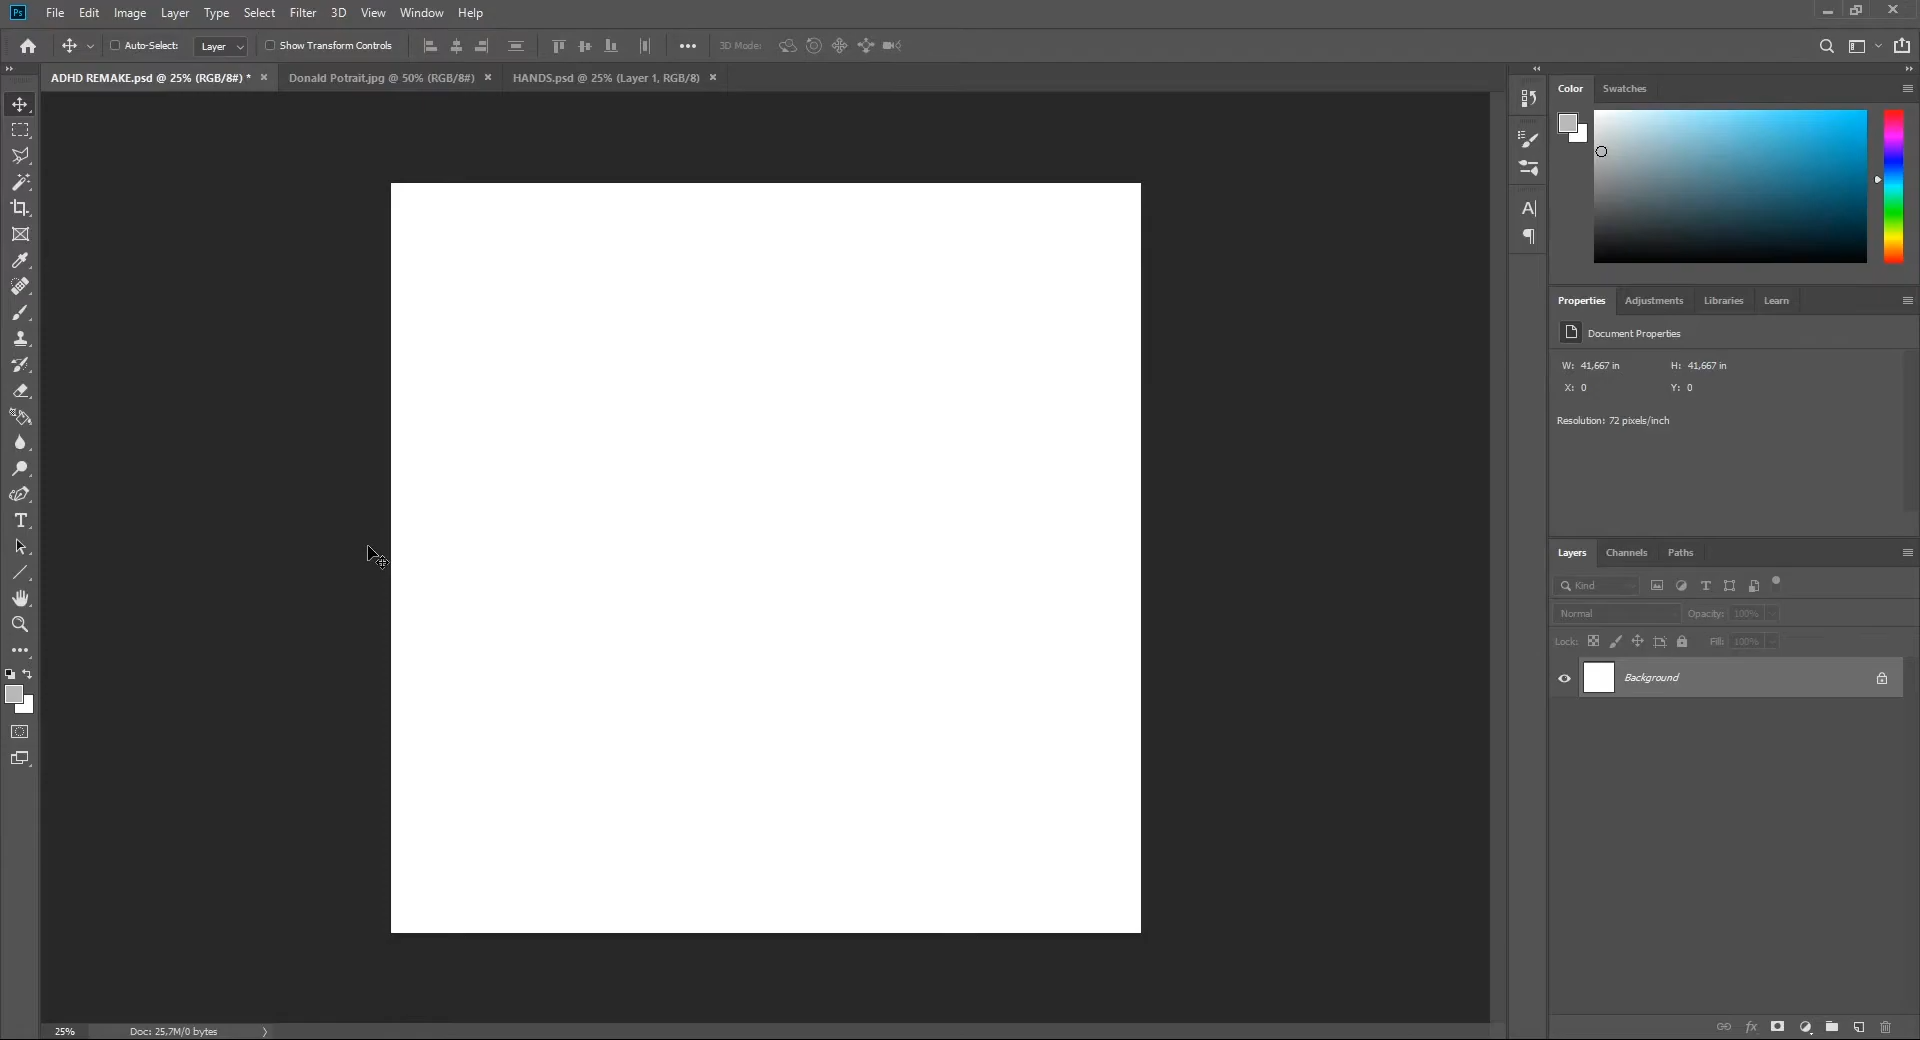 Ps File Edit Image Layer Type Select Filter 3D View Window Help
Auto-Select: Layer Show Transform Controls 3D Mode:
ADHD REMAKE.psd @ 25% (RGB/8#) * Donald Potrait.jpg @ 50% (RGB/8#) HANDS.psd @ 25% (Layer 1, RGB/8)
Color Swatches
Properties Adjustments Libraries Learn
Document Properties
W: 41,667 in H: 41,667 in
X: 0 Y: 0
Resolution: 72 pixels/inch
Layers Channels Paths
Kind
Normal Opacity: 100%
Lock: Fill: 100%
Background
fx
25% Doc: 25,7M/0 bytes